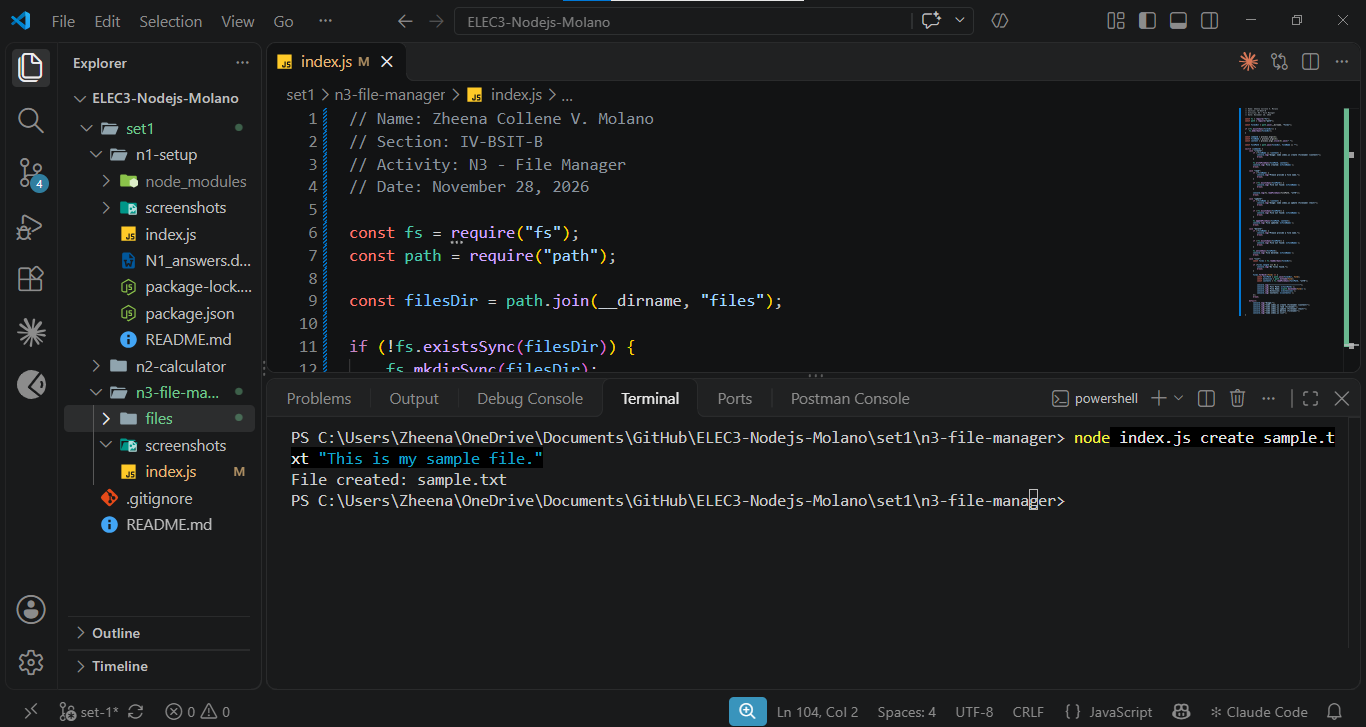 File Edit Selection View Go ···
ELEC3-Nodejs-Molano
Explorer ···
ELEC3-Nodejs-Molano
set1
n1-setup
node_modules
screenshots
index.js
N1_answers.d...
package-lock....
package.json
README.md
n2-calculator
n3-file-ma...
files
screenshots
index.js M
.gitignore
README.md
Outline
Timeline
4
JS index.js M
set1 > n3-file-manager > JS index.js > ...
1 // Name: Zheena Collene V. Molano
2 // Section: IV-BSIT-B
3 // Activity: N3 - File Manager
4 // Date: November 28, 2026
5
6 const fs = require("fs");
7 const path = require("path");
8
9 const filesDir = path.join(__dirname, "files");
10
11 if (!fs.existsSync(filesDir)) {
12 fs.mkdirSync(filesDir);
Problems Output Debug Console Terminal Ports Postman Console powershell
PS C:\Users\Zheena\OneDrive\Documents\GitHub\ELEC3-Nodejs-Molano\set1\n3-file-manager> node index.js create sample.t
xt "This is my sample file."
File created: sample.txt
PS C:\Users\Zheena\OneDrive\Documents\GitHub\ELEC3-Nodejs-Molano\set1\n3-file-manager>
set-1* 0 0 Ln 104, Col 2 Spaces: 4 UTF-8 CRLF { } JavaScript Claude Code